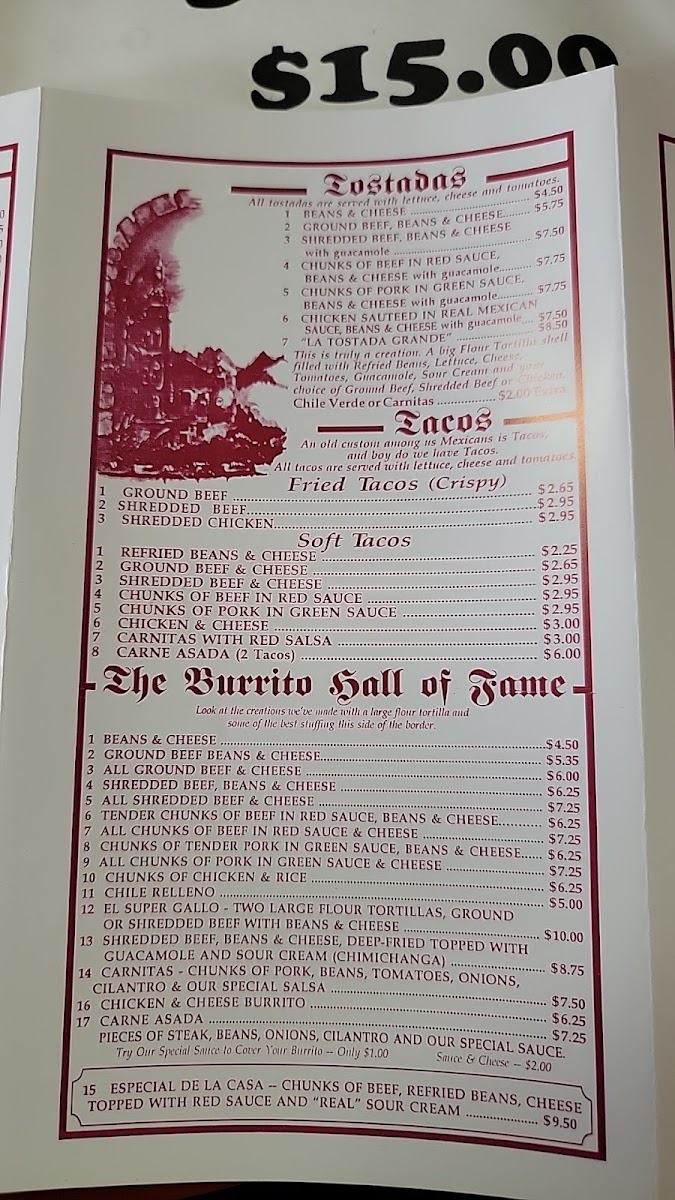 $15.00
Tostadas
All tostadas are served with lettuce, cheese and tomatoes.
1 BEANS & CHEESE ........ $4.50
2 GROUND BEEF, BEANS & CHEESE....... $5.75
3 SHREDDED BEEF, BEANS & CHEESE
with guacamole ........ $7.50
4 CHUNKS OF BEEF IN RED SAUCE,
BEANS & CHEESE with guacamole......... $7.75
5 CHUNKS OF PORK IN GREEN SAUCE,
BEANS & CHEESE with guacamole.......... $7.75
6 CHICKEN SAUTEED IN REAL MEXICAN
SAUCE, BEANS & CHEESE with guacamole.... $7.50
7 "LA TOSTADA GRANDE" ........ $8.50
This is truly a creation. A big Flour Tortilla shell
filled with Refried Beans, Lettuce, Cheese,
Tomatoes, Guacamole, Sour Cream and your
choice of Ground Beef, Shredded Beef or Chicken.
Chile Verde or Carnitas ............... $2.00 Extra
Tacos
An old custom among us Mexicans is Tacos,
and boy do we have Tacos.
All tacos are served with lettuce, cheese and tomatoes.
Fried Tacos (Crispy)
1 GROUND BEEF ........ $2.65
2 SHREDDED BEEF........ $2.95
3 SHREDDED CHICKEN........ $2.95
Soft Tacos
1 REFRIED BEANS & CHEESE ........ $2.25
2 GROUND BEEF & CHEESE ........ $2.65
3 SHREDDED BEEF & CHEESE ........ $2.95
4 CHUNKS OF BEEF IN RED SAUCE ........ $2.95
5 CHUNKS OF PORK IN GREEN SAUCE ........ $2.95
6 CHICKEN & CHEESE ........ $3.00
7 CARNITAS WITH RED SALSA ........ $3.00
8 CARNE ASADA (2 Tacos) ........ $6.00
The Burrito Hall of Fame
Look at the creations we've made with a large flour tortilla and
some of the best stuffing this side of the border.
1 BEANS & CHEESE ........ $4.50
2 GROUND BEEF BEANS & CHEESE........ $5.35
3 ALL GROUND BEEF & CHEESE ........ $6.00
4 SHREDDED BEEF, BEANS & CHEESE ........ $6.25
5 ALL SHREDDED BEEF & CHEESE ........ $7.25
6 TENDER CHUNKS OF BEEF IN RED SAUCE, BEANS & CHEESE......... $6.25
7 ALL CHUNKS OF BEEF IN RED SAUCE & CHEESE ........ $7.25
8 CHUNKS OF TENDER PORK IN GREEN SAUCE, BEANS & CHEESE...... $6.25
9 ALL CHUNKS OF PORK IN GREEN SAUCE & CHEESE ........ $7.25
10 CHUNKS OF CHICKEN & RICE ........ $6.25
11 CHILE RELLENO ........ $5.00
12 EL SUPER GALLO - TWO LARGE FLOUR TORTILLAS, GROUND
OR SHREDDED BEEF WITH BEANS & CHEESE ........ $10.00
13 SHREDDED BEEF, BEANS & CHEESE, DEEP-FRIED TOPPED WITH
GUACAMOLE AND SOUR CREAM (CHIMICHANGA) ........ $8.75
14 CARNITAS - CHUNKS OF PORK, BEANS, TOMATOES, ONIONS,
CILANTRO & OUR SPECIAL SALSA ........ $7.50
16 CHICKEN & CHEESE BURRITO ........ $6.25
17 CARNE ASADA ........ $7.25
PIECES OF STEAK, BEANS, ONIONS, CILANTRO AND OUR SPECIAL SAUCE.
Try Our Special Sauce to Cover Your Burrito -- Only $1.00 Sauce & Cheese -- $2.00
15 ESPECIAL DE LA CASA -- CHUNKS OF BEEF, REFRIED BEANS, CHEESE
TOPPED WITH RED SAUCE AND "REAL" SOUR CREAM .................... $9.50